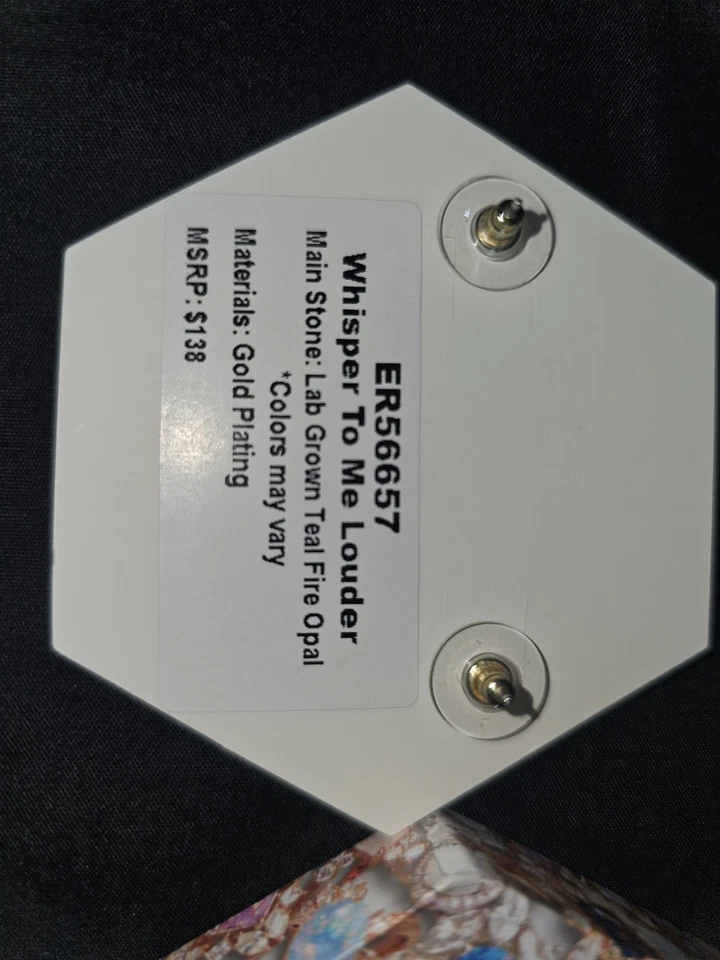 ER56657
Whisper To Me Louder
Main Stone: Lab Grown Teal Fire Opal
*Colors may vary
Materials: Gold Plating
MSRP: $138